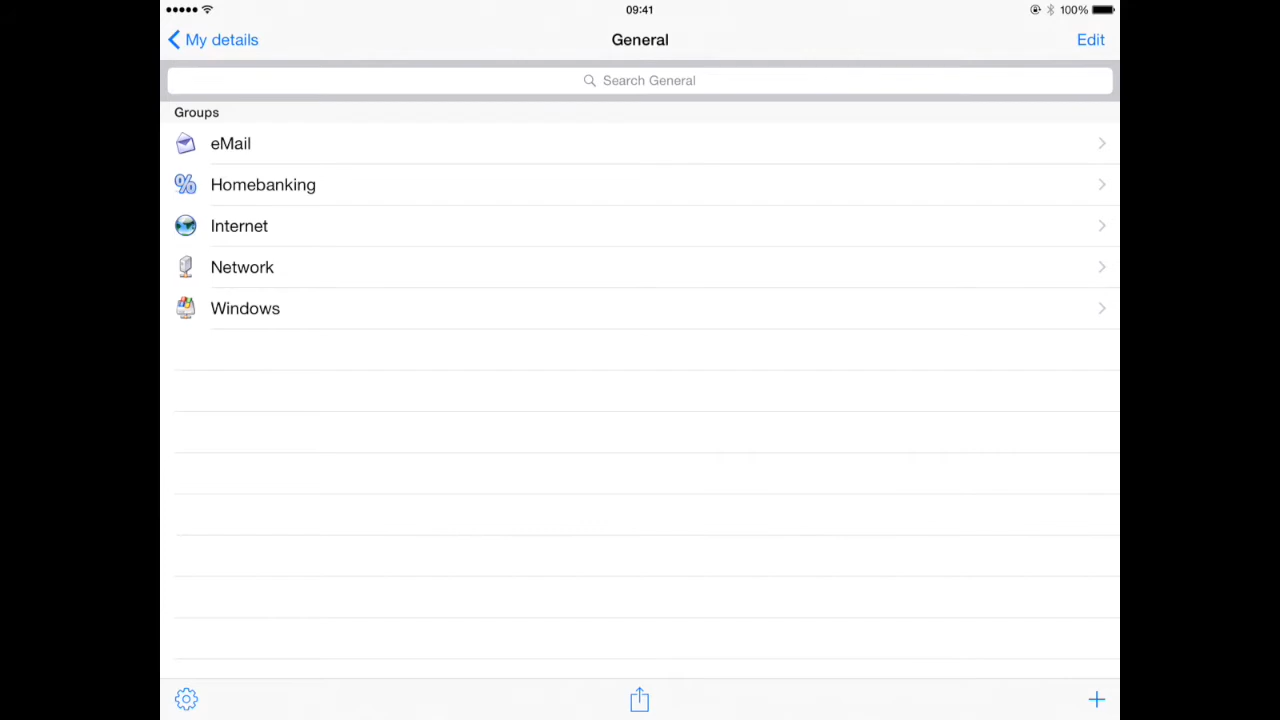 09:41
100%
My details
General
Edit
Search General
Groups
eMail
Homebanking
Internet
Network
Windows